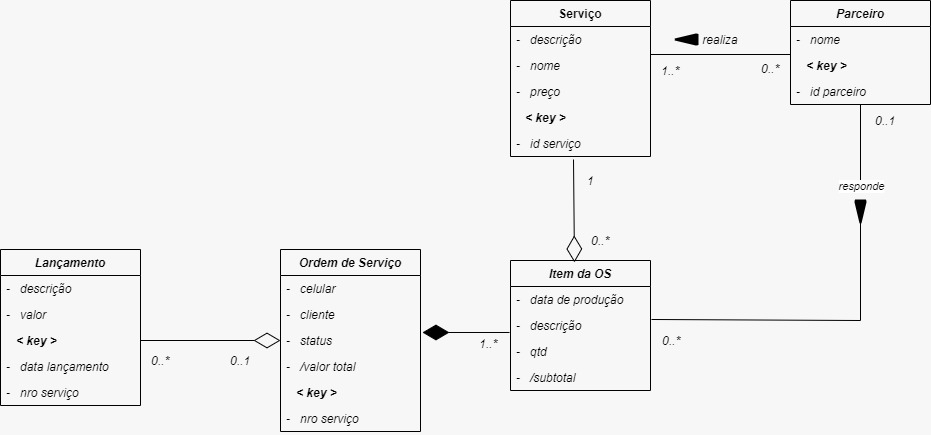 Serviço
- descrição
- nome
- preço
< key >
- id serviço
Parceiro
- nome
< key >
- id parceiro
realiza
1..*
0..*
0..1
responde
1
0..*
Lançamento
- descrição
- valor
< key >
- data lançamento
- nro serviço
0..*
0..1
Ordem de Serviço
- celular
- cliente
- status
- /valor total
< key >
- nro serviço
1..*
Item da OS
- data de produção
- descrição
- qtd
- /subtotal
0..*